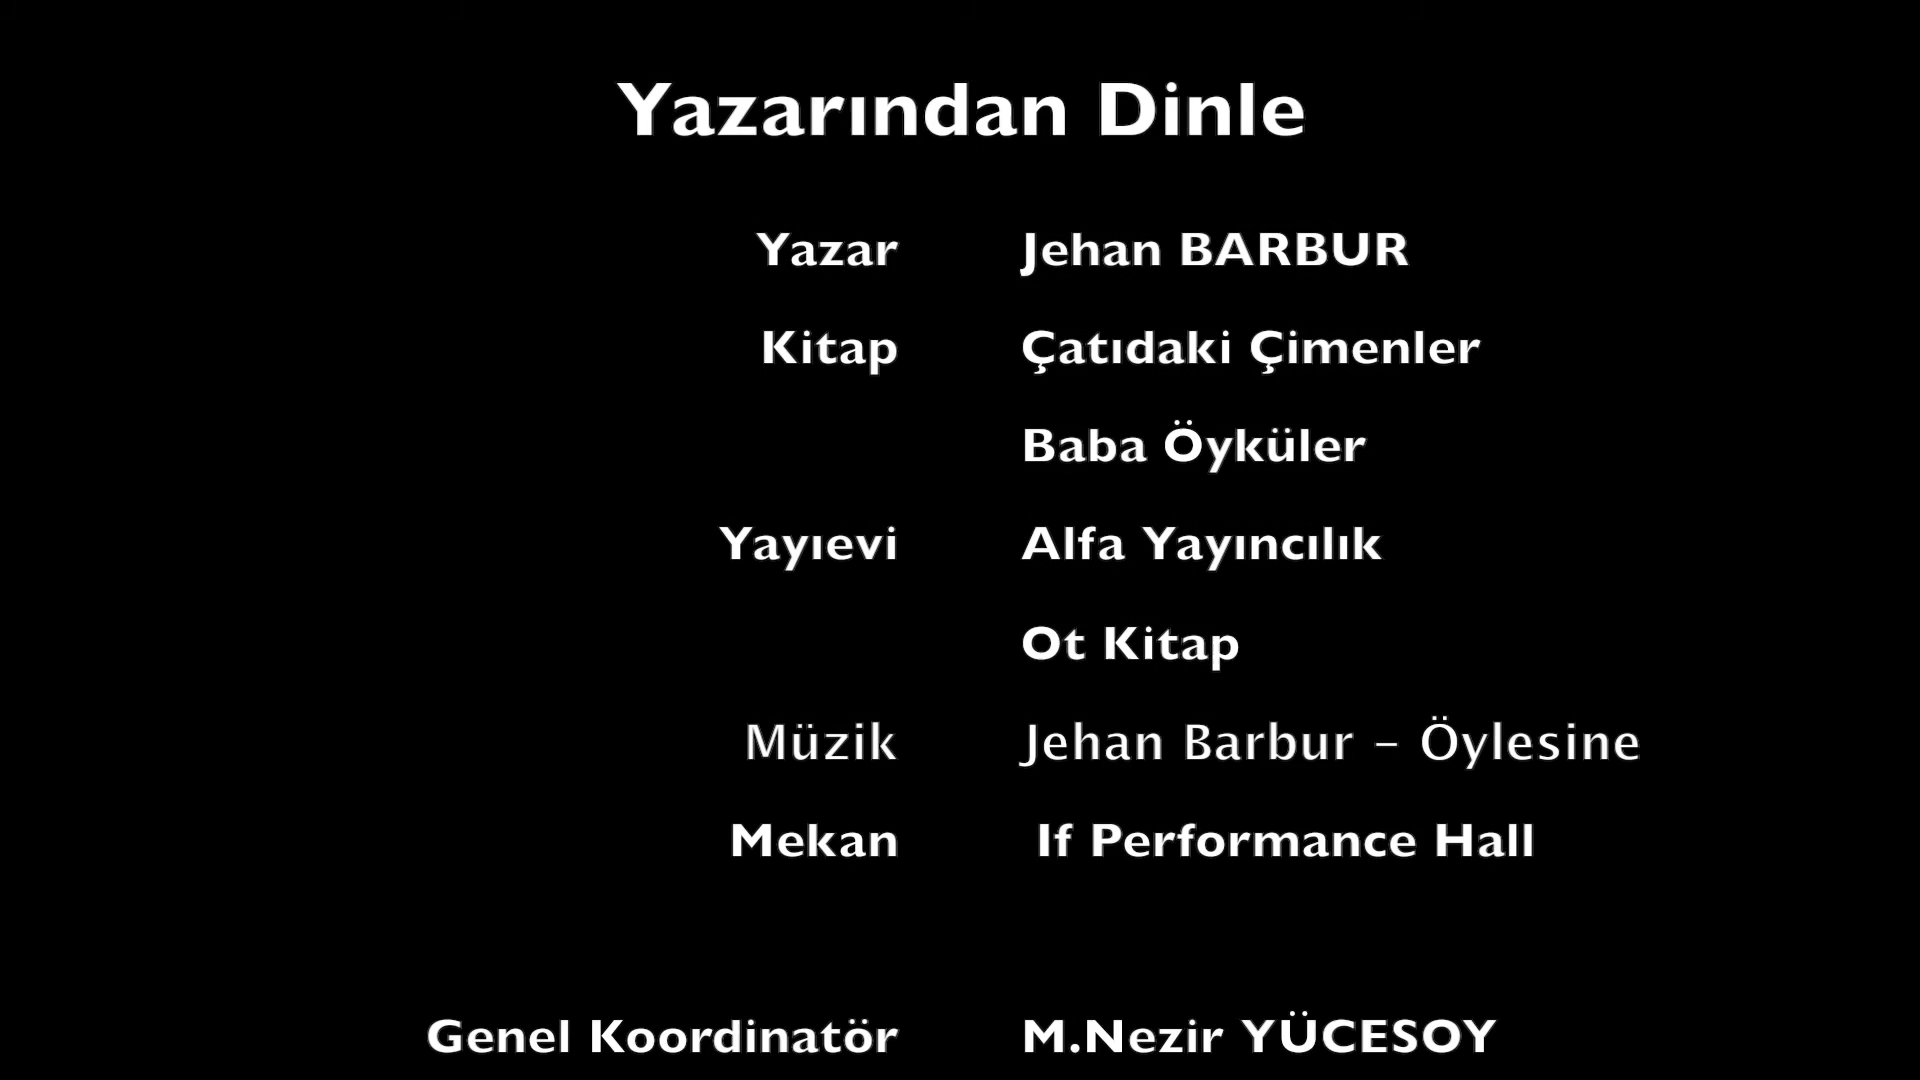 Yazarından Dinle
Yazar Jehan BARBUR
Kitap Çatıdaki Çimenler
Baba Öyküler
Yayıevi Alfa Yayıncılık
Ot Kitap
Müzik Jehan Barbur – Öylesine
Mekan If Performance Hall
Genel Koordinatör M.Nezir YÜCESOY